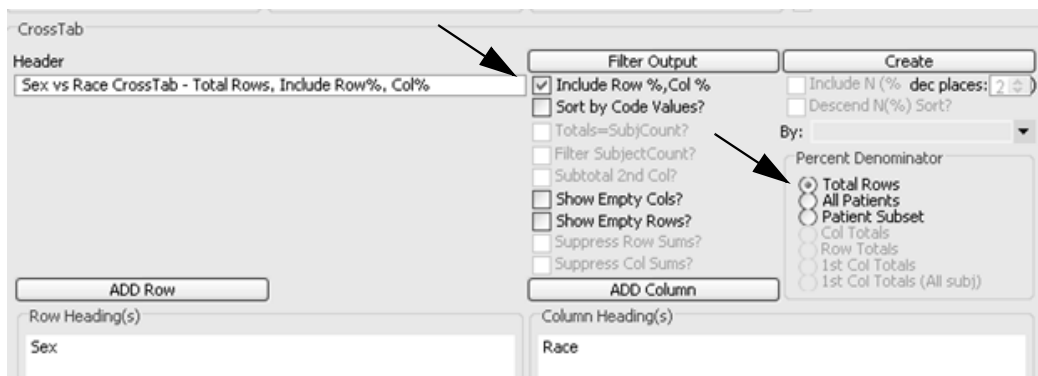 CrossTab
Header
Sex vs Race CrossTab - Total Rows, Include Row%, Col%
Filter Output
Include Row %,Col %
Sort by Code Values?
Totals=SubjCount?
Filter SubjectCount?
Subtotal 2nd Col?
Show Empty Cols?
Show Empty Rows?
Suppress Row Sums?
Suppress Col Sums?
Create
Include N (% dec places: 2 )
Descend N(%) Sort?
By:
Percent Denominator
Total Rows
All Patients
Patient Subset
Col Totals
Row Totals
1st Col Totals
1st Col Totals (All subj)
ADD Row
ADD Column
Row Heading(s)
Sex
Column Heading(s)
Race